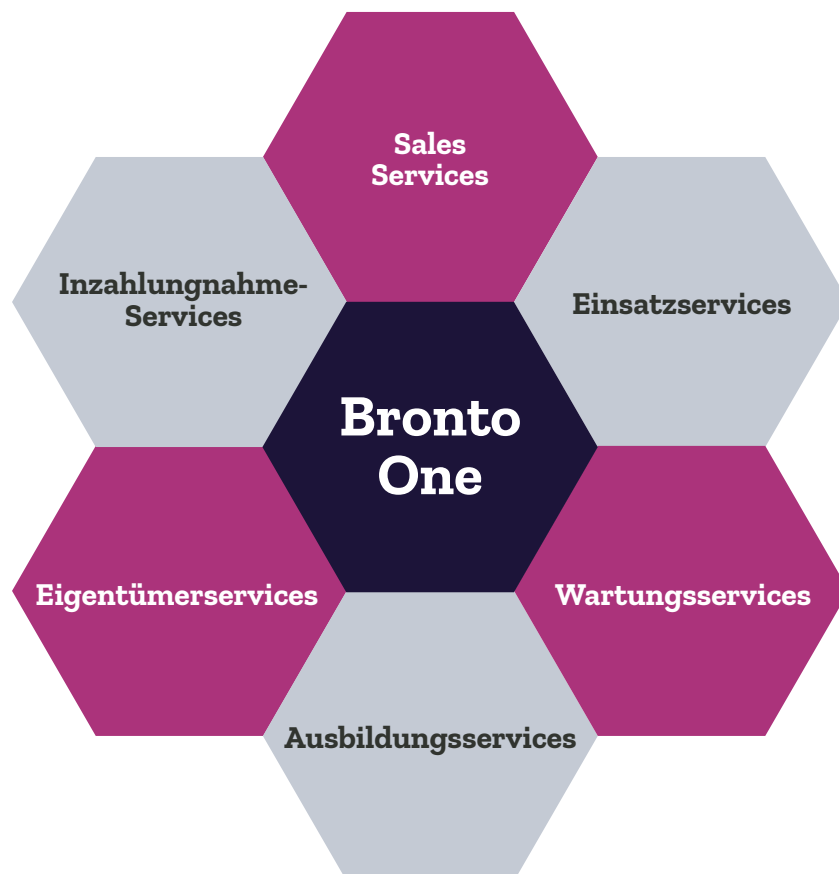 Sales
Services
Inzahlungnahme-
Services
Einsatzservices
Bronto
One
Eigentümerservices
Wartungsservices
Ausbildungsservices